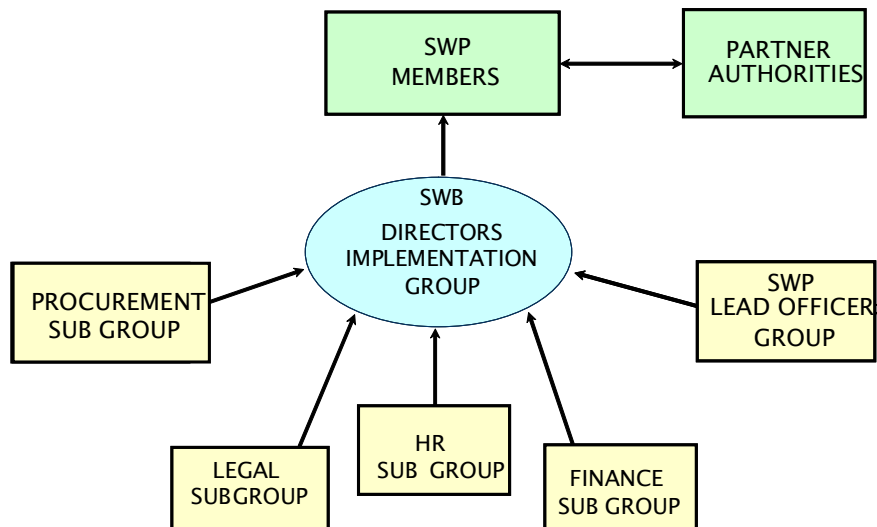 SWP
MEMBERS
PARTNER
AUTHORITIES
SWB
DIRECTORS
IMPLEMENTATION
GROUP
PROCUREMENT
SUB GROUP
SWP
LEAD OFFICER
GROUP
LEGAL
SUBGROUP
HR
SUB GROUP
FINANCE
SUB GROUP